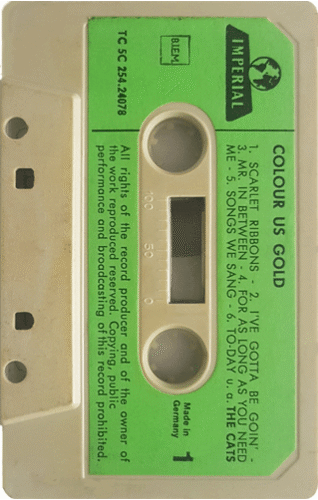 IMPERIAL
COLOUR US GOLD
1. SCARLET RIBBONS - 2. I'VE GOTTA BE GOIN' -
3. MR. IN BETWEEN - 4. FOR AS LONG AS YOU NEED
ME - 5. SONGS WE SANG - 6. TO-DAY u. a. THE CATS
B.I.E.M.
TC 5C 254.24078
100 50 0
Made in
Germany
1
All rights of the record producer and of the owner of
the work reproduced reserved. Copying, public
performance and broadcasting of this record prohibited.